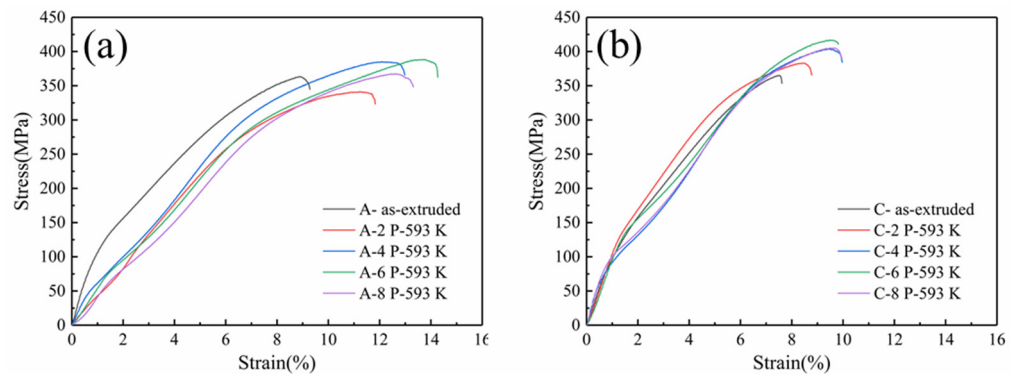 (a)
450
400
350
300
250
200
150
100
50
0
Stress(MPa)
A- as-extruded
A-2 P-593 K
A-4 P-593 K
A-6 P-593 K
A-8 P-593 K
0 2 4 6 8 10 12 14 16
Strain(%)
(b)
450
400
350
300
250
200
150
100
50
0
Stress(MPa)
C- as-extruded
C-2 P-593 K
C-4 P-593 K
C-6 P-593 K
C-8 P-593 K
0 2 4 6 8 10 12 14 16
Strain(%)